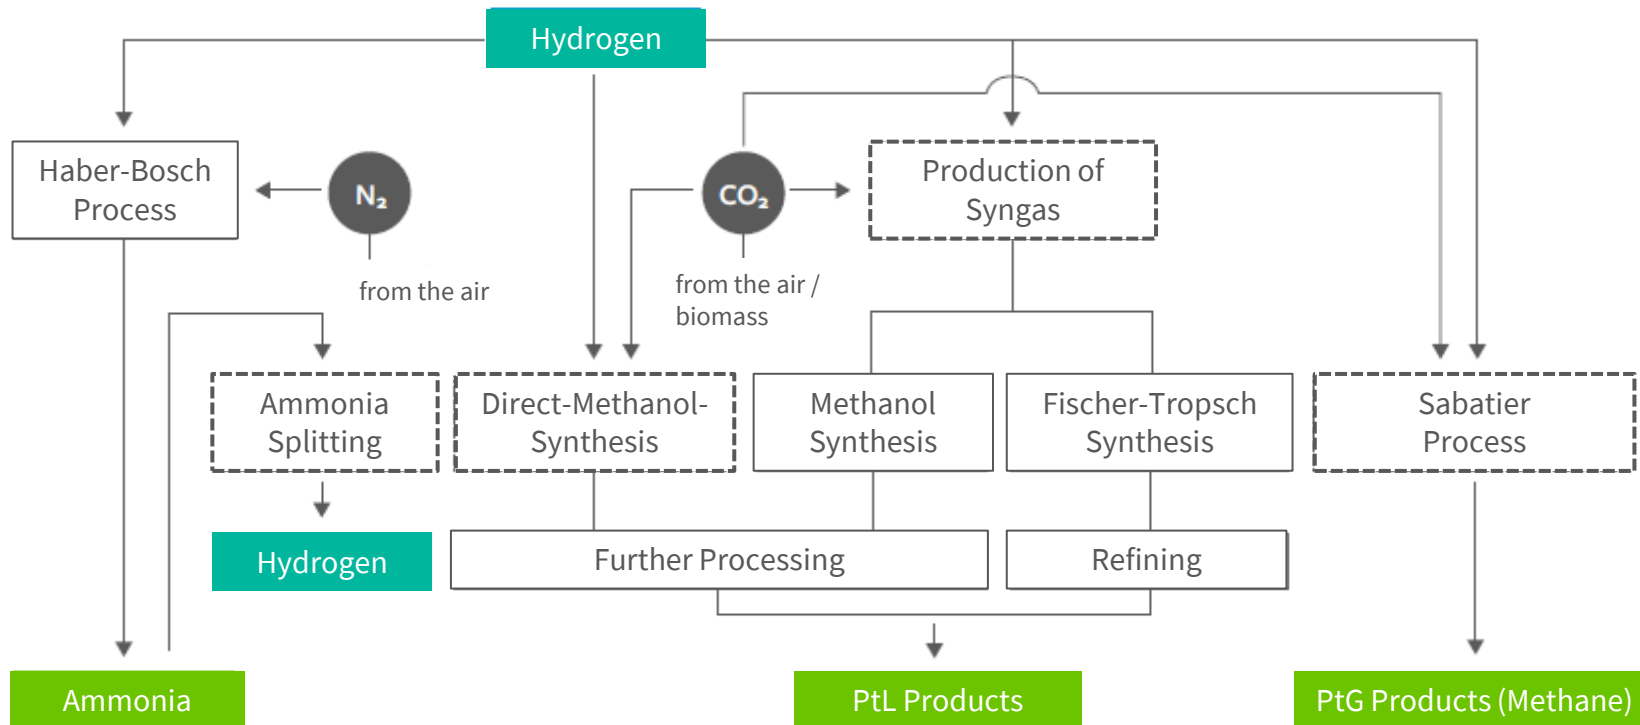 Hydrogen
Haber-Bosch
Process
N₂
from the air
CO₂
from the air /
biomass
Production of
Syngas
Ammonia
Splitting
Direct-Methanol-
Synthesis
Methanol
Synthesis
Fischer-Tropsch
Synthesis
Sabatier
Process
Hydrogen
Further Processing
Refining
Ammonia
PtL Products
PtG Products (Methane)